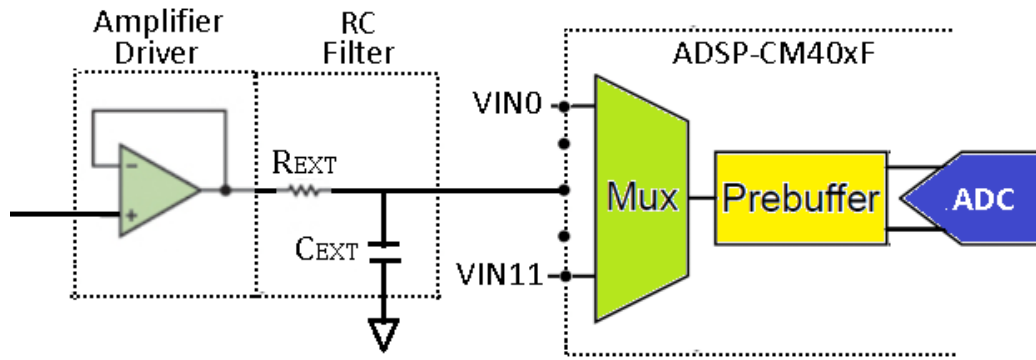 Amplifier
Driver
RC
Filter
ADSP-CM40xF
VIN0
REXT
−
+
Mux
Prebuffer
ADC
CEXT
VIN11